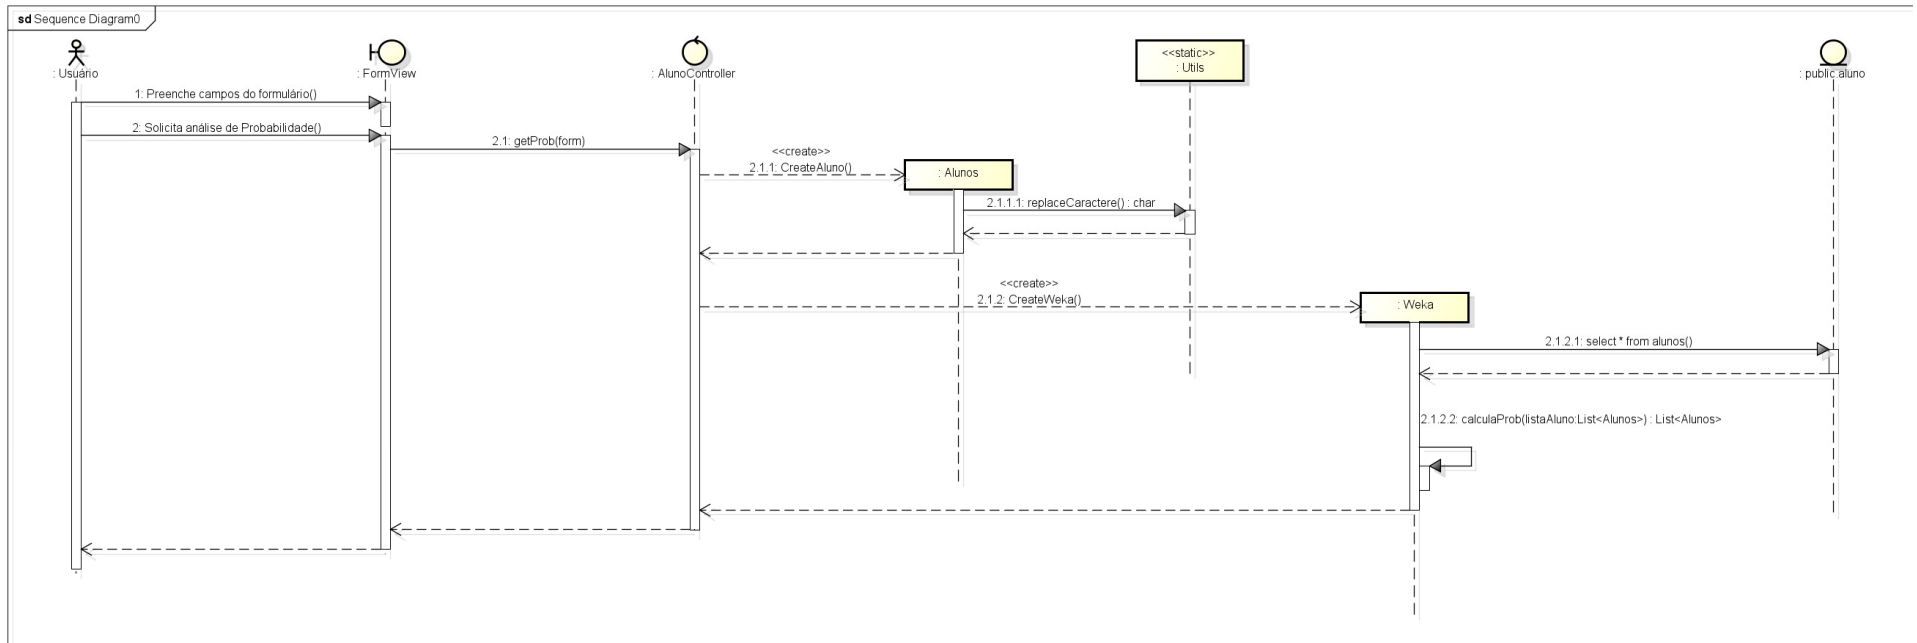 sd Sequence Diagram0
: Usuário
: FormView
: AlunoController
<<static>>
: Utils
: public.aluno
1: Preenche campos do formulário()
2: Solicita análise de Probabilidade()
2.1: getProb(form)
<<create>>
2.1.1: CreateAluno()
: Alunos
2.1.1.1: replaceCaractere() : char
<<create>>
2.1.2: CreateWeka()
: Weka
2.1.2.1: select * from alunos()
2.1.2.2: calculaProb(listaAluno:List<Alunos>) : List<Alunos>